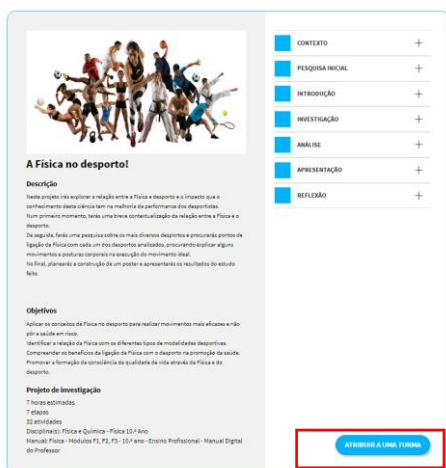 A Física no desporto!
Descrição
Neste projeto irás explorar a relação entre a Física e desporto e o impacto que o
conhecimento desta ciência tem na melhoria da performance dos desportistas.
Num primeiro momento, terás uma breve contextualização da relação entre a Física e o
desporto.
De seguida, farás uma pesquisa sobre os mais diversos desportos e procurarás pontos de
ligação da Física com cada um dos desportos analisados, procurando explicar alguns
movimentos e posturas corporais na execução do movimento ideal.
No final, planearás a construção de um poster e apresentarás os resultados do estudo
feito.
Objetivos
Aplicar os conceitos de Física no desporto para realizar movimentos mais eficazes e não
pôr a saúde em risco.
Identificar a relação da Física com os diferentes tipos de modalidades desportivas.
Compreender os benefícios da ligação da Física com o desporto na promoção da saúde.
Promover a formação da consciência da qualidade de vida através da Física e do
desporto.
Projeto de investigação
7 horas estimadas
7 etapas
32 atividades
Disciplina(s): Física e Química - Física 10.º Ano
Manual: Física - Módulos F1, F2, F3 - 10.º ano - Ensino Profissional - Manual Digital
do Professor
CONTEXTO
PESQUISA INICIAL
INTRODUÇÃO
INVESTIGAÇÃO
ANÁLISE
APRESENTAÇÃO
REFLEXÃO
ATRIBUIR A UMA TURMA